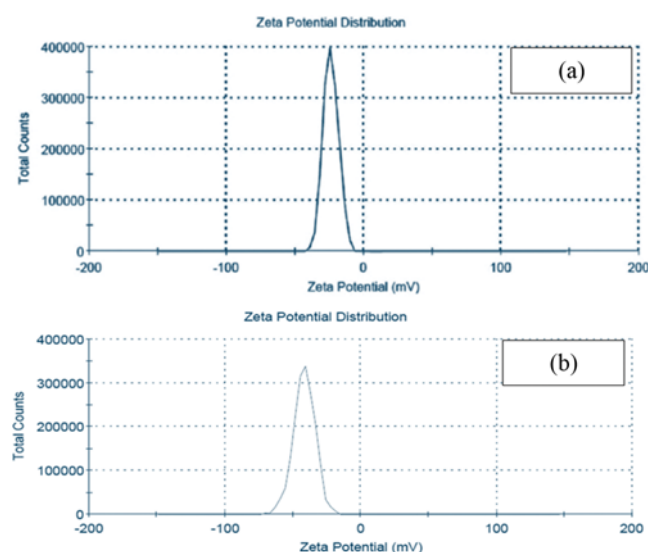 Zeta Potential Distribution
(a)
Total Counts
400000
300000
200000
100000
0
-200 -100 0 100 200
Zeta Potential (mV)
Zeta Potential Distribution
(b)
Total Counts
400000
300000
200000
100000
0
-200 -100 0 100 200
Zeta Potential (mV)